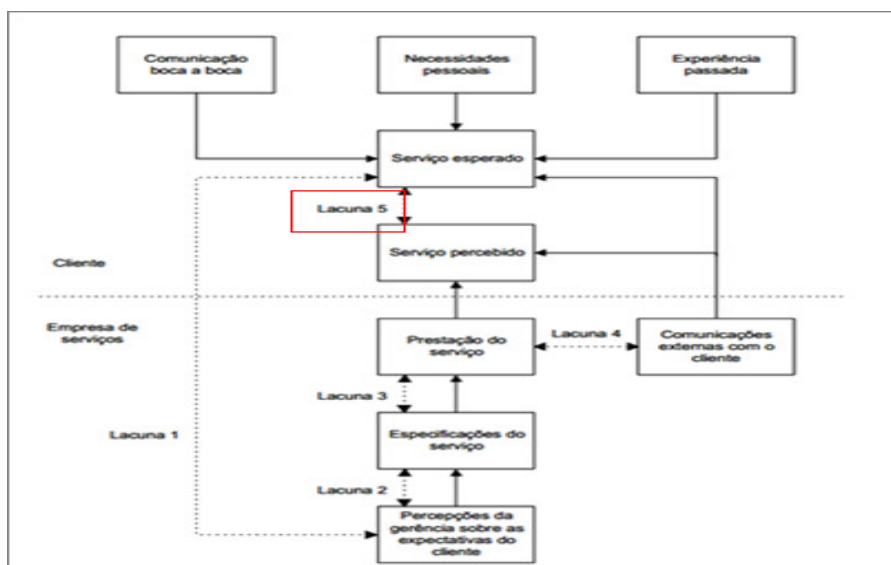 Comunicação
boca a boca
Necessidades
pessoais
Experiência
passada
Serviço esperado
Lacuna 5
Serviço percebido
Cliente
Empresa de
serviços
Prestação do
serviço
Lacuna 4
Comunicações
externas com o
cliente
Lacuna 3
Lacuna 1
Especificações do
serviço
Lacuna 2
Percepções da
gerência sobre as
expectativas do
cliente